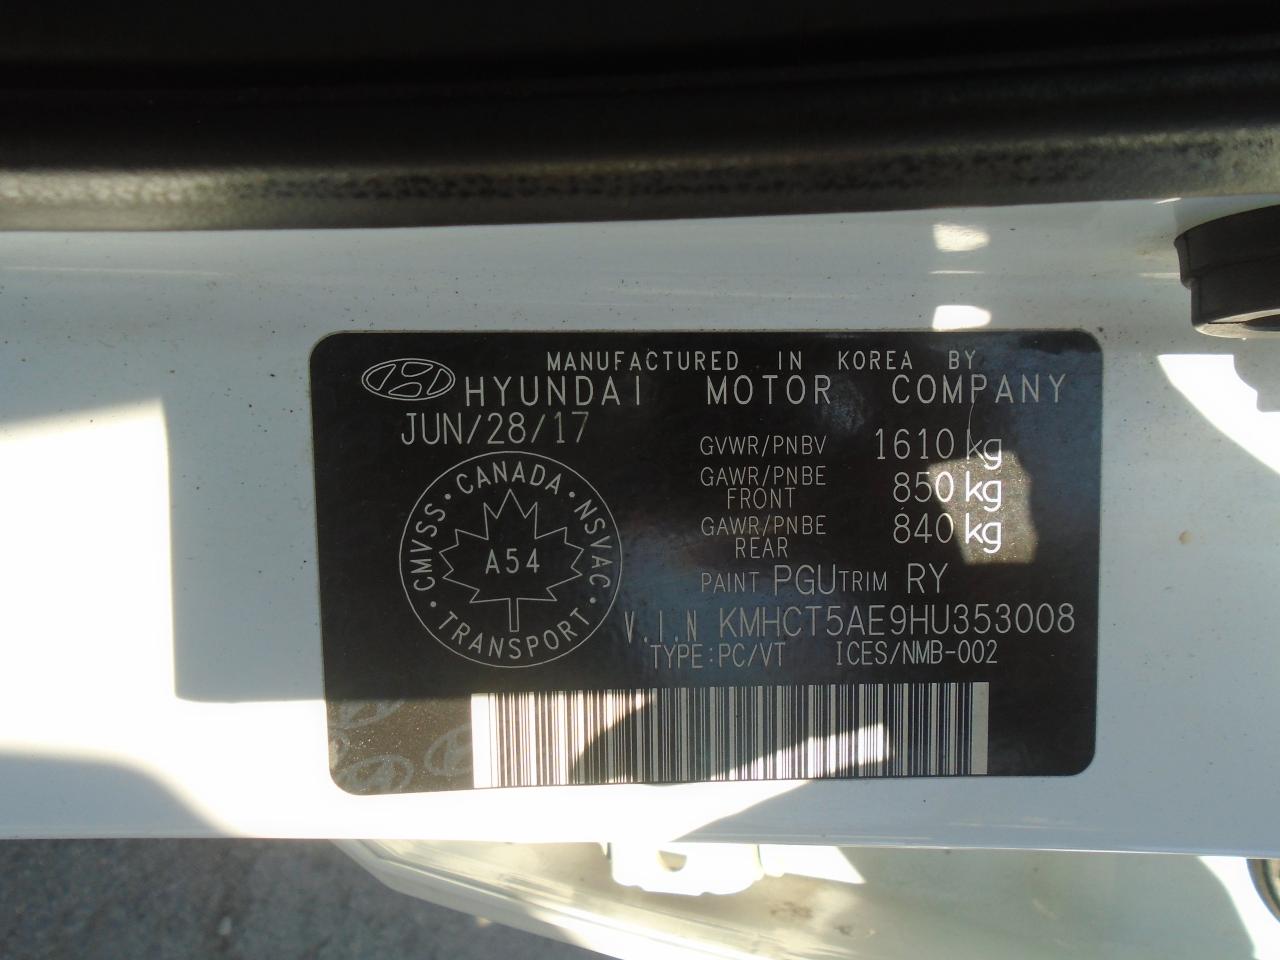 MANUFACTURED IN KOREA BY
HYUNDAI MOTOR COMPANY
JUN/28/17
GVWR/PNBV 1610 kg
GAWR/PNBE FRONT 850 kg
GAWR/PNBE REAR 840 kg
CMVSS • CANADA • NSVAC • TRANSPORT •
A54
PAINT PGU TRIM RY
V.I.N KMHCT5AE9HU353008
TYPE:PC/VT ICES/NMB-002